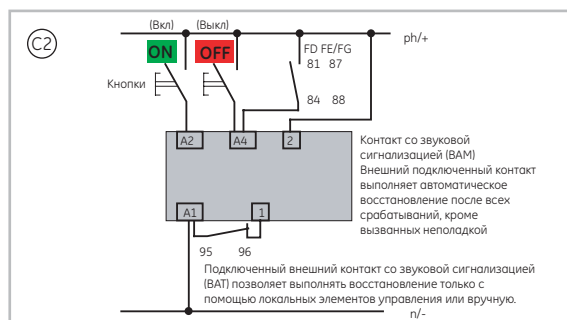 C2
(Вкл) (Выкл)
ph/+
ON OFF
FD FE/FG
81 87
Кнопки
84 88
A2 A4 2
Контакт со звуковой
сигнализацией (BAM)
Внешний подключенный контакт
выполняет автоматическое
восстановление после всех
срабатываний, кроме
вызванных неполадкой
A1 1
95 96
Подключенный внешний контакт со звуковой сигнализацией
(BAT) позволяет выполнять восстановление только с
помощью локальных элементов управления или вручную.
n/-